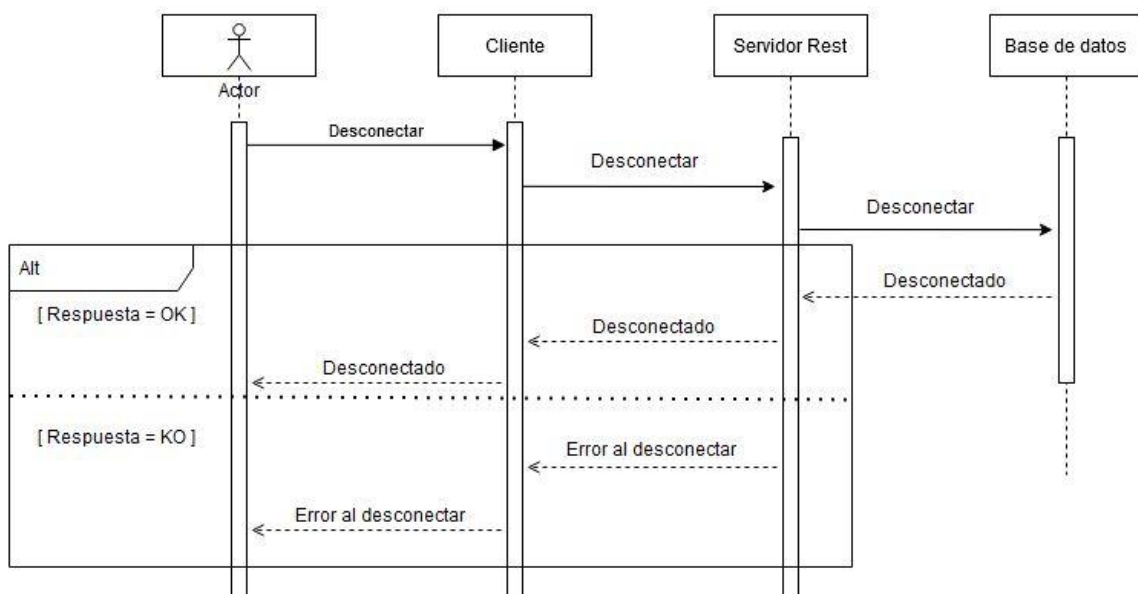 Actor
Cliente
Servidor Rest
Base de datos
Desconectar
Desconectar
Desconectar
Alt
Desconectado
[ Respuesta = OK ]
Desconectado
Desconectado
[ Respuesta = KO ]
Error al desconectar
Error al desconectar